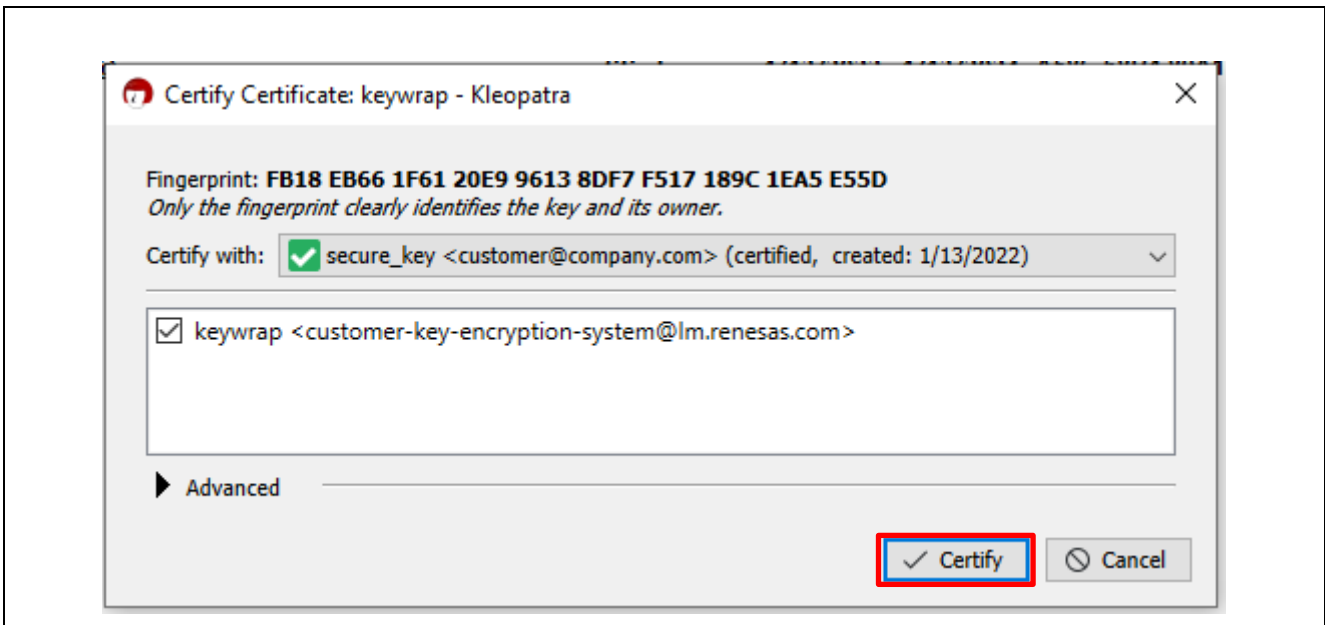 Certify Certificate: keywrap - Kleopatra
Fingerprint: FB18 EB66 1F61 20E9 9613 8DF7 F517 189C 1EA5 E55D
Only the fingerprint clearly identifies the key and its owner.
Certify with: secure_key <customer@company.com> (certified, created: 1/13/2022)
keywrap <customer-key-encryption-system@lm.renesas.com>
Advanced
Certify Cancel